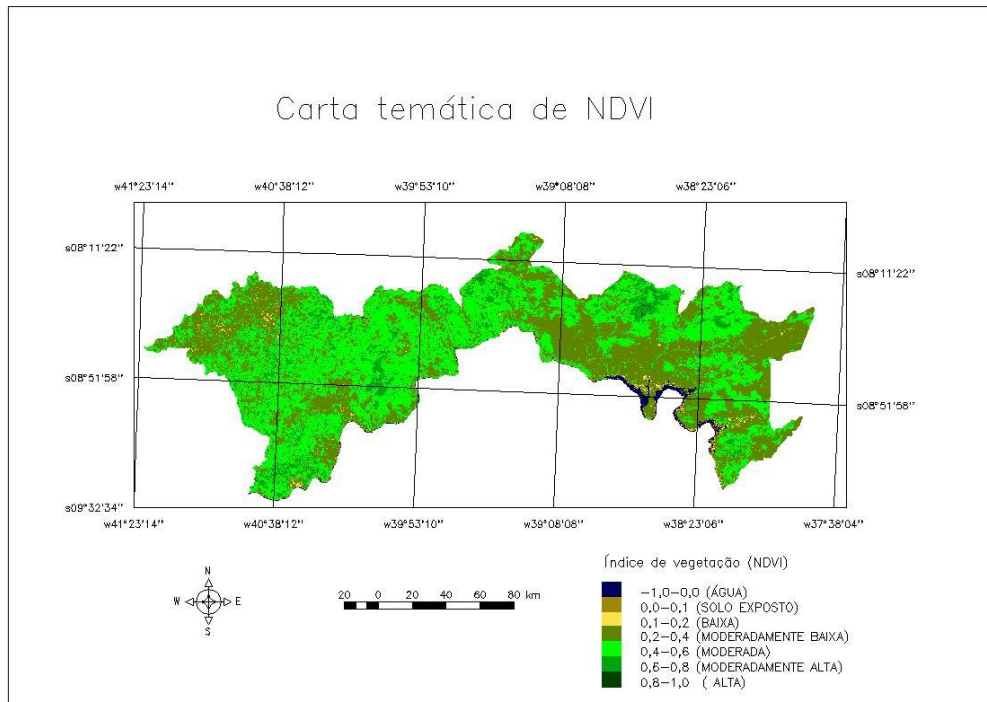 Carta temática de NDVI
w41°23'14" w40°38'12" w39°53'10" w39°08'08" w38°23'06"
s08°11'22" s08°11'22"
s08°51'58" s08°51'58"
s09°32'34"
w41°23'14" w40°38'12" w39°53'10" w39°08'08" w38°23'06" w37°38'04"
Índice de vegetação (NDVI)
-1,0-0,0 (ÁGUA)
0,0-0,1 (SOLO EXPOSTO)
0,1-0,2 (BAIXA)
0,2-0,4 (MODERADAMENTE BAIXA)
0,4-0,6 (MODERADA)
0,6-0,8 (MODERADAMENTE ALTA)
0,8-1,0 ( ALTA)
N
W E
S
20 0 20 40 60 80 km